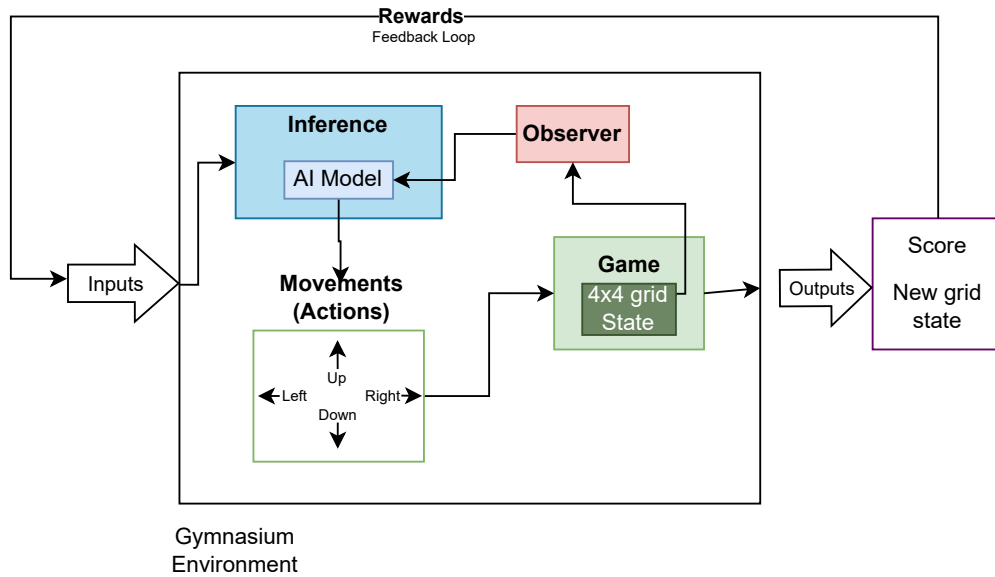 Rewards
Feedback Loop
Inference
AI Model
Observer
Inputs
Movements
(Actions)
Up
Left
Right
Down
Game
4x4 grid
State
Outputs
Score
New grid
state
Gymnasium
Environment